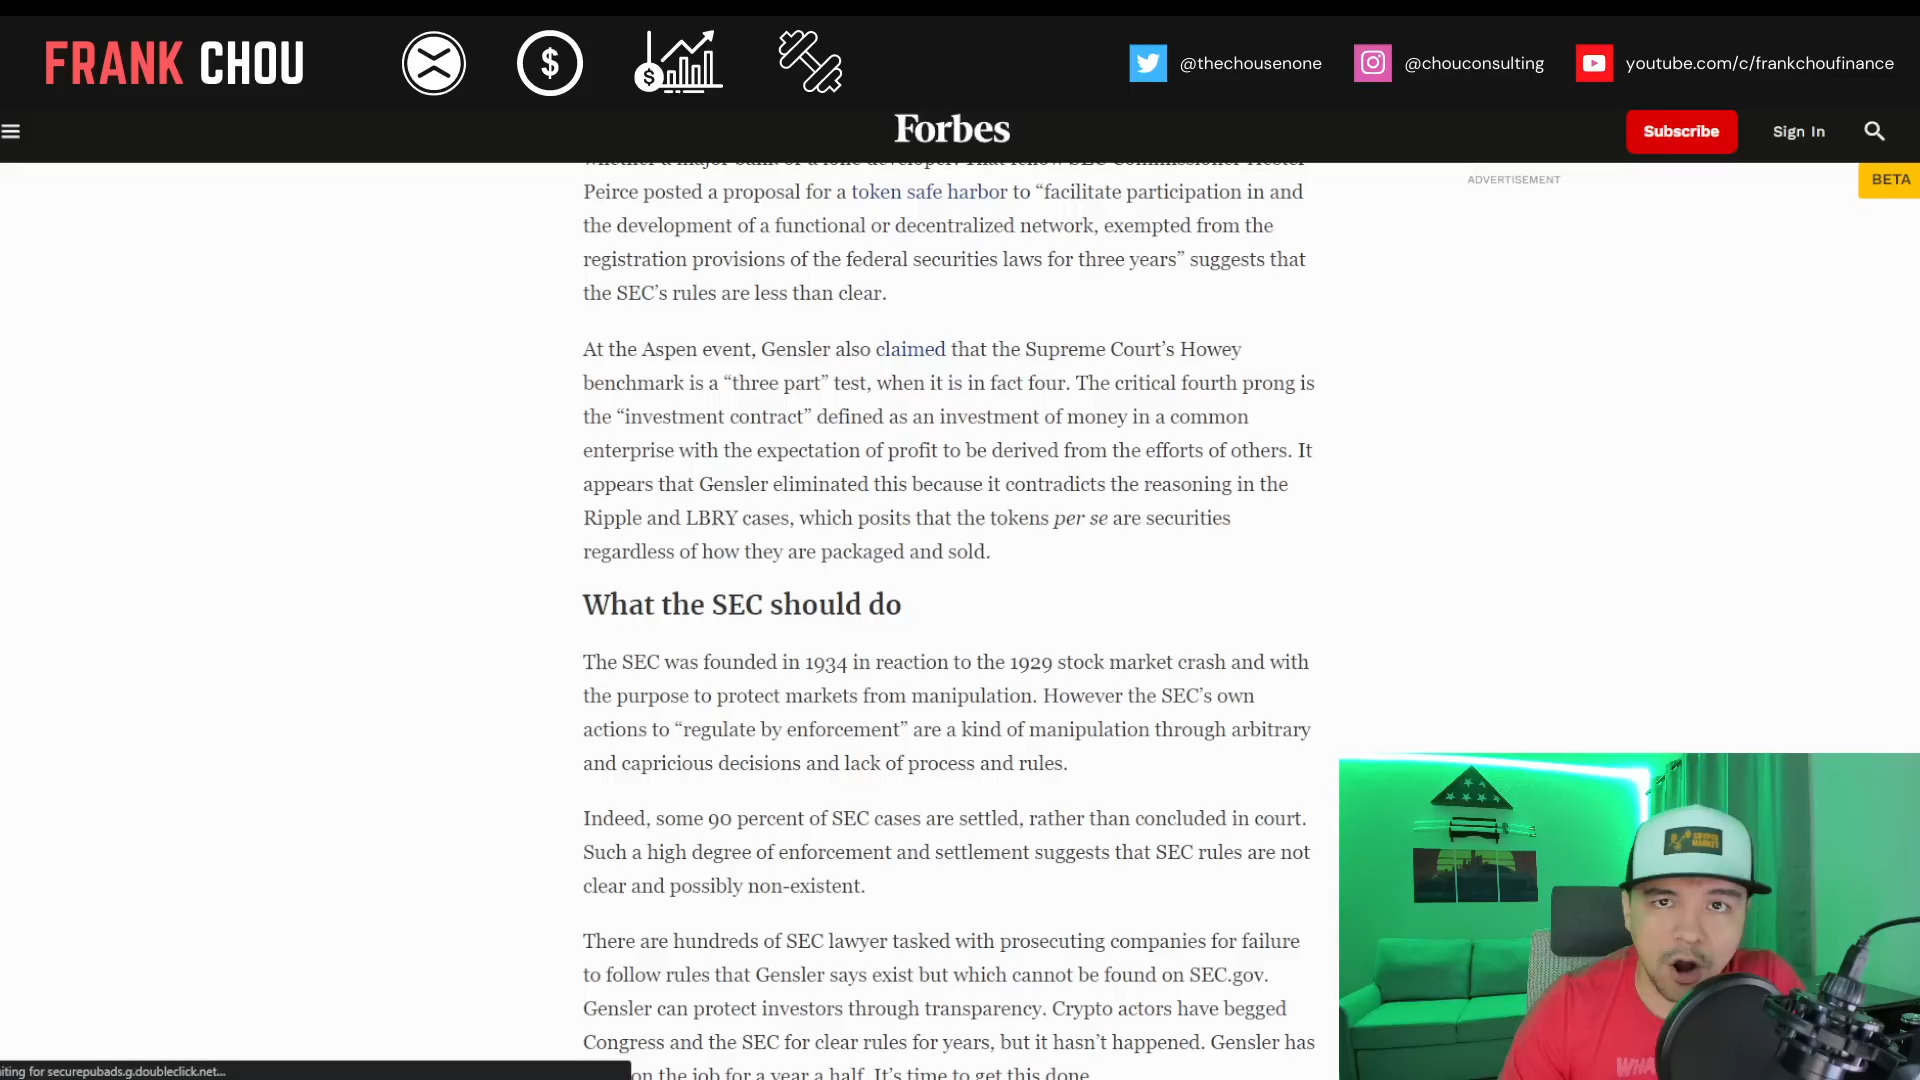 FRANK CHOU
@thechousenone
@chouconsulting
youtube.com/c/frankchoufinance
Forbes
Subscribe
Sign In
ADVERTISEMENT
BETA
whether a major bank or a lone developer. That fellow SEC Commissioner Hester
Peirce posted a proposal for a token safe harbor to “facilitate participation in and
the development of a functional or decentralized network, exempted from the
registration provisions of the federal securities laws for three years” suggests that
the SEC’s rules are less than clear.
At the Aspen event, Gensler also claimed that the Supreme Court’s Howey
benchmark is a “three part” test, when it is in fact four. The critical fourth prong is
the “investment contract” defined as an investment of money in a common
enterprise with the expectation of profit to be derived from the efforts of others. It
appears that Gensler eliminated this because it contradicts the reasoning in the
Ripple and LBRY cases, which posits that the tokens per se are securities
regardless of how they are packaged and sold.
What the SEC should do
The SEC was founded in 1934 in reaction to the 1929 stock market crash and with
the purpose to protect markets from manipulation. However the SEC’s own
actions to “regulate by enforcement” are a kind of manipulation through arbitrary
and capricious decisions and lack of process and rules.
Indeed, some 90 percent of SEC cases are settled, rather than concluded in court.
Such a high degree of enforcement and settlement suggests that SEC rules are not
clear and possibly non-existent.
There are hundreds of SEC lawyer tasked with prosecuting companies for failure
to follow rules that Gensler says exist but which cannot be found on SEC.gov.
Gensler can protect investors through transparency. Crypto actors have begged
Congress and the SEC for clear rules for years, but it hasn’t happened. Gensler has
on the job for a year a half. It’s time to get this done.
iting for securepubads.g.doubleclick.net...
CRYPTO
MARKET